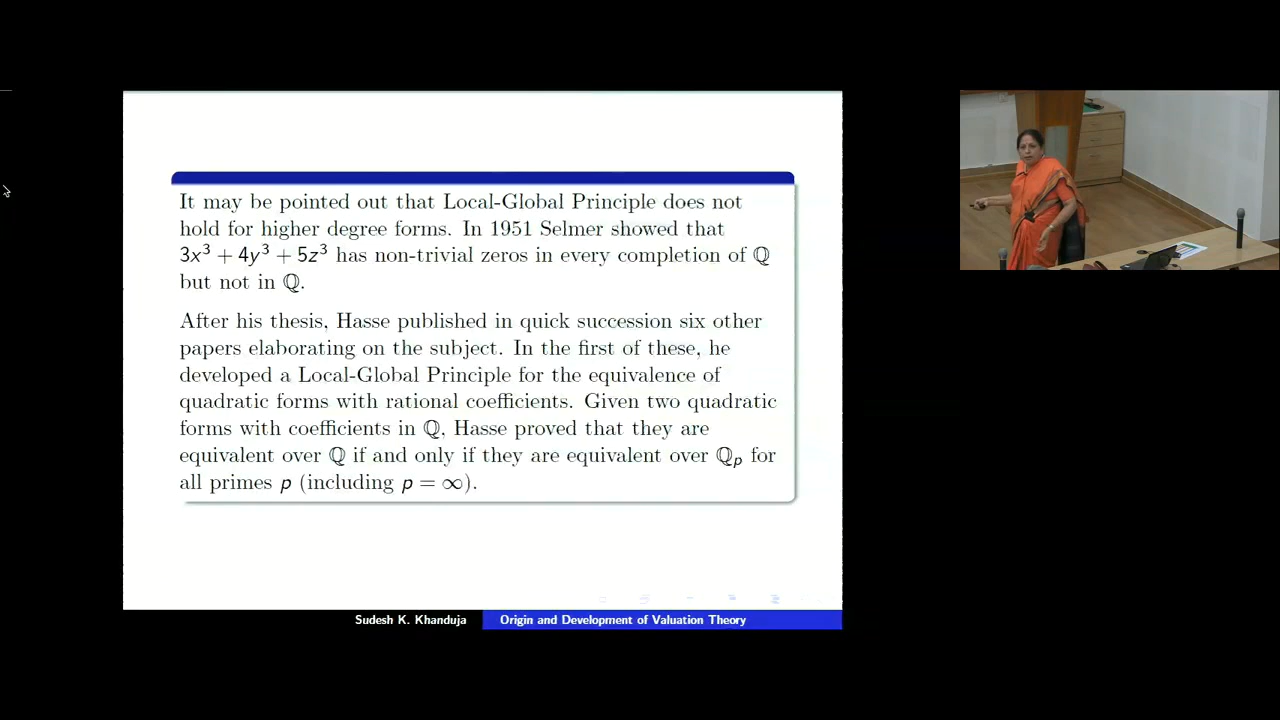 It may be pointed out that Local-Global Principle does not
hold for higher degree forms. In 1951 Selmer showed that
3x³ + 4y³ + 5z³ has non-trivial zeros in every completion of ℚ
but not in ℚ.
After his thesis, Hasse published in quick succession six other
papers elaborating on the subject. In the first of these, he
developed a Local-Global Principle for the equivalence of
quadratic forms with rational coefficients. Given two quadratic
forms with coefficients in ℚ, Hasse proved that they are
equivalent over ℚ if and only if they are equivalent over ℚₚ for
all primes p (including p = ∞).
Sudesh K. Khanduja Origin and Development of Valuation Theory